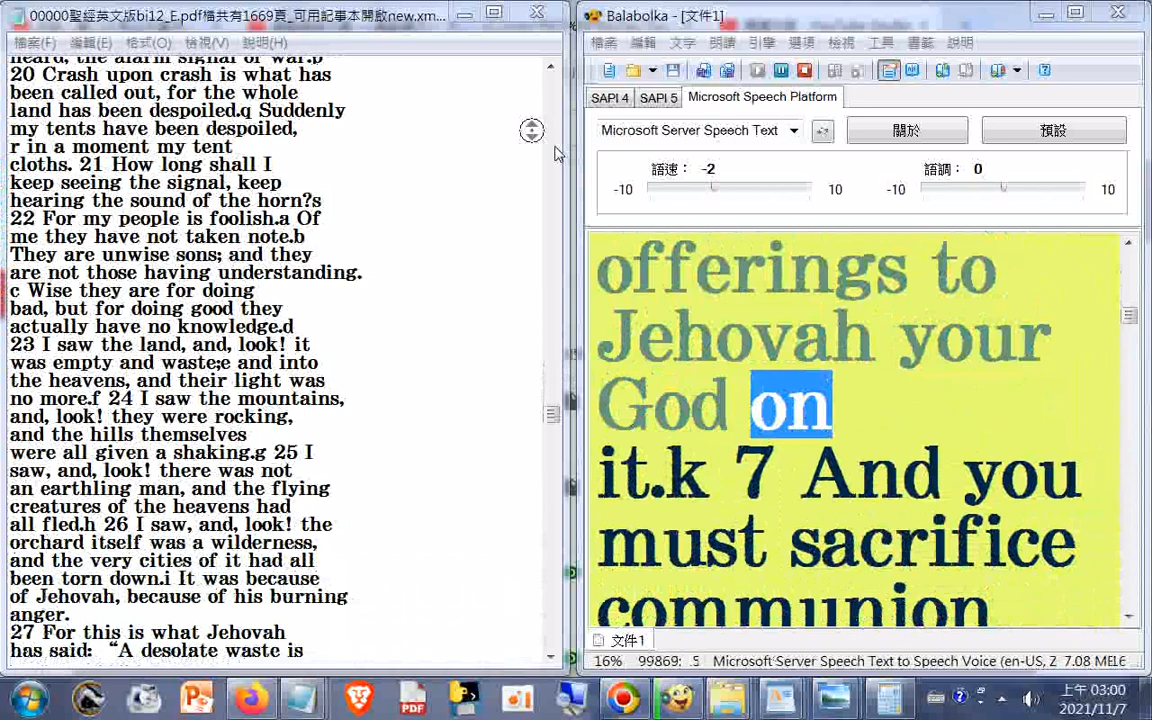 00000聖經英文版bi12_E.pdf檔共有1669頁_可用記事本開啟new.xm...
檔案(F) 編輯(E) 格式(O) 檢視(V) 說明(H)
heard, the alarm signal of war.b
20 Crash upon crash is what has
been called out, for the whole
land has been despoiled.q Suddenly
my tents have been despoiled,
r in a moment my tent
cloths. 21 How long shall I
keep seeing the signal, keep
hearing the sound of the horn?s
22 For my people is foolish.a Of
me they have not taken note.b
They are unwise sons; and they
are not those having understanding.
c Wise they are for doing
bad, but for doing good they
actually have no knowledge.d
23 I saw the land, and, look! it
was empty and waste;e and into
the heavens, and their light was
no more.f 24 I saw the mountains,
and, look! they were rocking,
and the hills themselves
were all given a shaking.g 25 I
saw, and, look! there was not
an earthling man, and the flying
creatures of the heavens had
all fled.h 26 I saw, and, look! the
orchard itself was a wilderness,
and the very cities of it had all
been torn down.i It was because
of Jehovah, because of his burning
anger.
27 For this is what Jehovah
has said: “A desolate waste is
Balabolka - [文件1]
檔案 編輯 文字 朗讀 引擎 選項 檢視 工具 書籤 說明
SAPI 4 SAPI 5 Microsoft Speech Platform
Microsoft Server Speech Text 關於 預設
語速： -2 語調： 0
-10 10 -10 10
offerings to
Jehovah your
God on
it.k 7 And you
must sacrifice
communion
文件1
16% 99869: .5 Microsoft Server Speech Text to Speech Voice (en-US, Z 7.08 MB
上午 03:00
2021/11/7